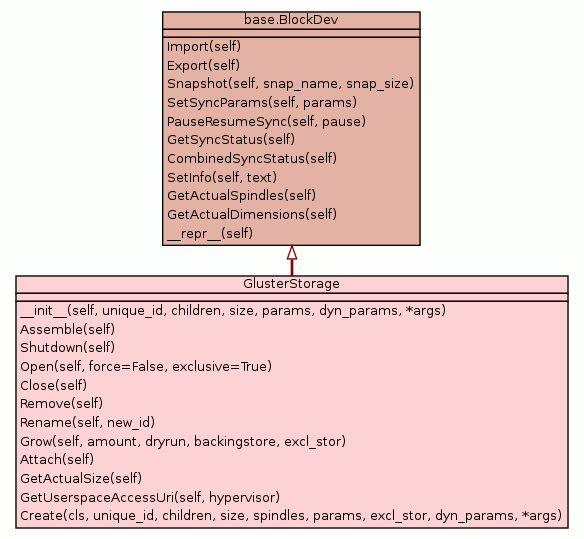 base.BlockDev
Import(self)
Export(self)
Snapshot(self, snap_name, snap_size)
SetSyncParams(self, params)
PauseResumeSync(self, pause)
GetSyncStatus(self)
CombinedSyncStatus(self)
SetInfo(self, text)
GetActualSpindles(self)
GetActualDimensions(self)
__repr__(self)
GlusterStorage
__init__(self, unique_id, children, size, params, dyn_params, *args)
Assemble(self)
Shutdown(self)
Open(self, force=False, exclusive=True)
Close(self)
Remove(self)
Rename(self, new_id)
Grow(self, amount, dryrun, backingstore, excl_stor)
Attach(self)
GetActualSize(self)
GetUserspaceAccessUri(self, hypervisor)
Create(cls, unique_id, children, size, spindles, params, excl_stor, dyn_params, *args)